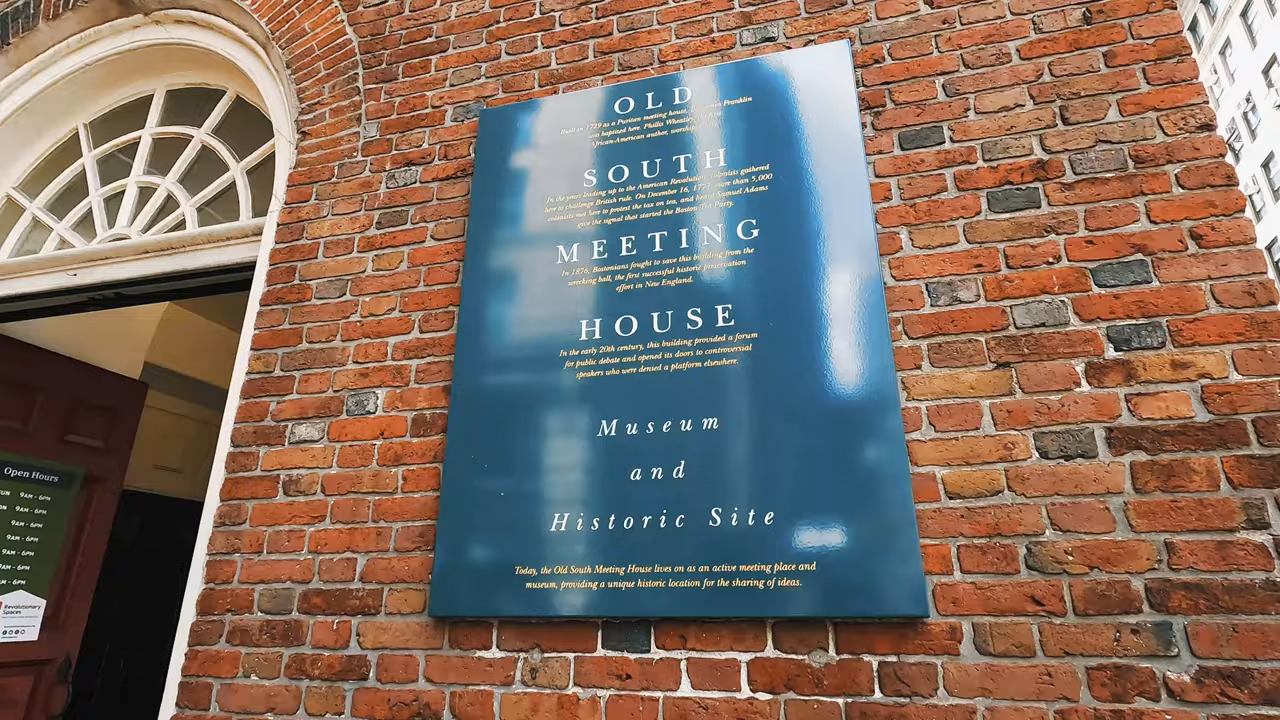 OLD
Built in 1729 as a Puritan meeting house, Franklin
was baptized here. Phillis Wheatley,
African-American author,
SOUTH
In the years leading up to the American Revolution, colonists gathered
here to challenge British rule. On December 16, 1773, more than 5,000
colonists met here to protest the tax on tea, and heard Samuel Adams
give the signal that started the Boston Tea Party.
MEETING
In 1876, Bostonians fought to save this building from the
wrecking ball, the first successful historic preservation
effort in New England.
HOUSE
In the early 20th century, this building provided a forum
for public debate and opened its doors to controversial
speakers who were denied a platform elsewhere.
Museum
and
Historic Site
Today, the Old South Meeting House lives on as an active meeting place and
museum, providing a unique historic location for the sharing of ideas.
Open Hours
9AM - 6PM
9AM - 6PM
9AM - 6PM
9AM - 6PM
9AM - 6PM
9AM - 6PM
9AM - 6PM
Revolutionary
Spaces